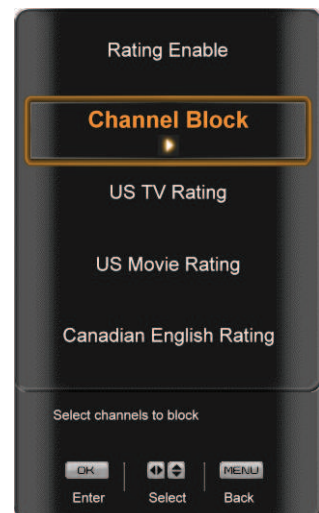 Rating Enable
Channel Block
US TV Rating
US Movie Rating
Canadian English Rating
Select channels to block
OK MENU
Enter Select Back